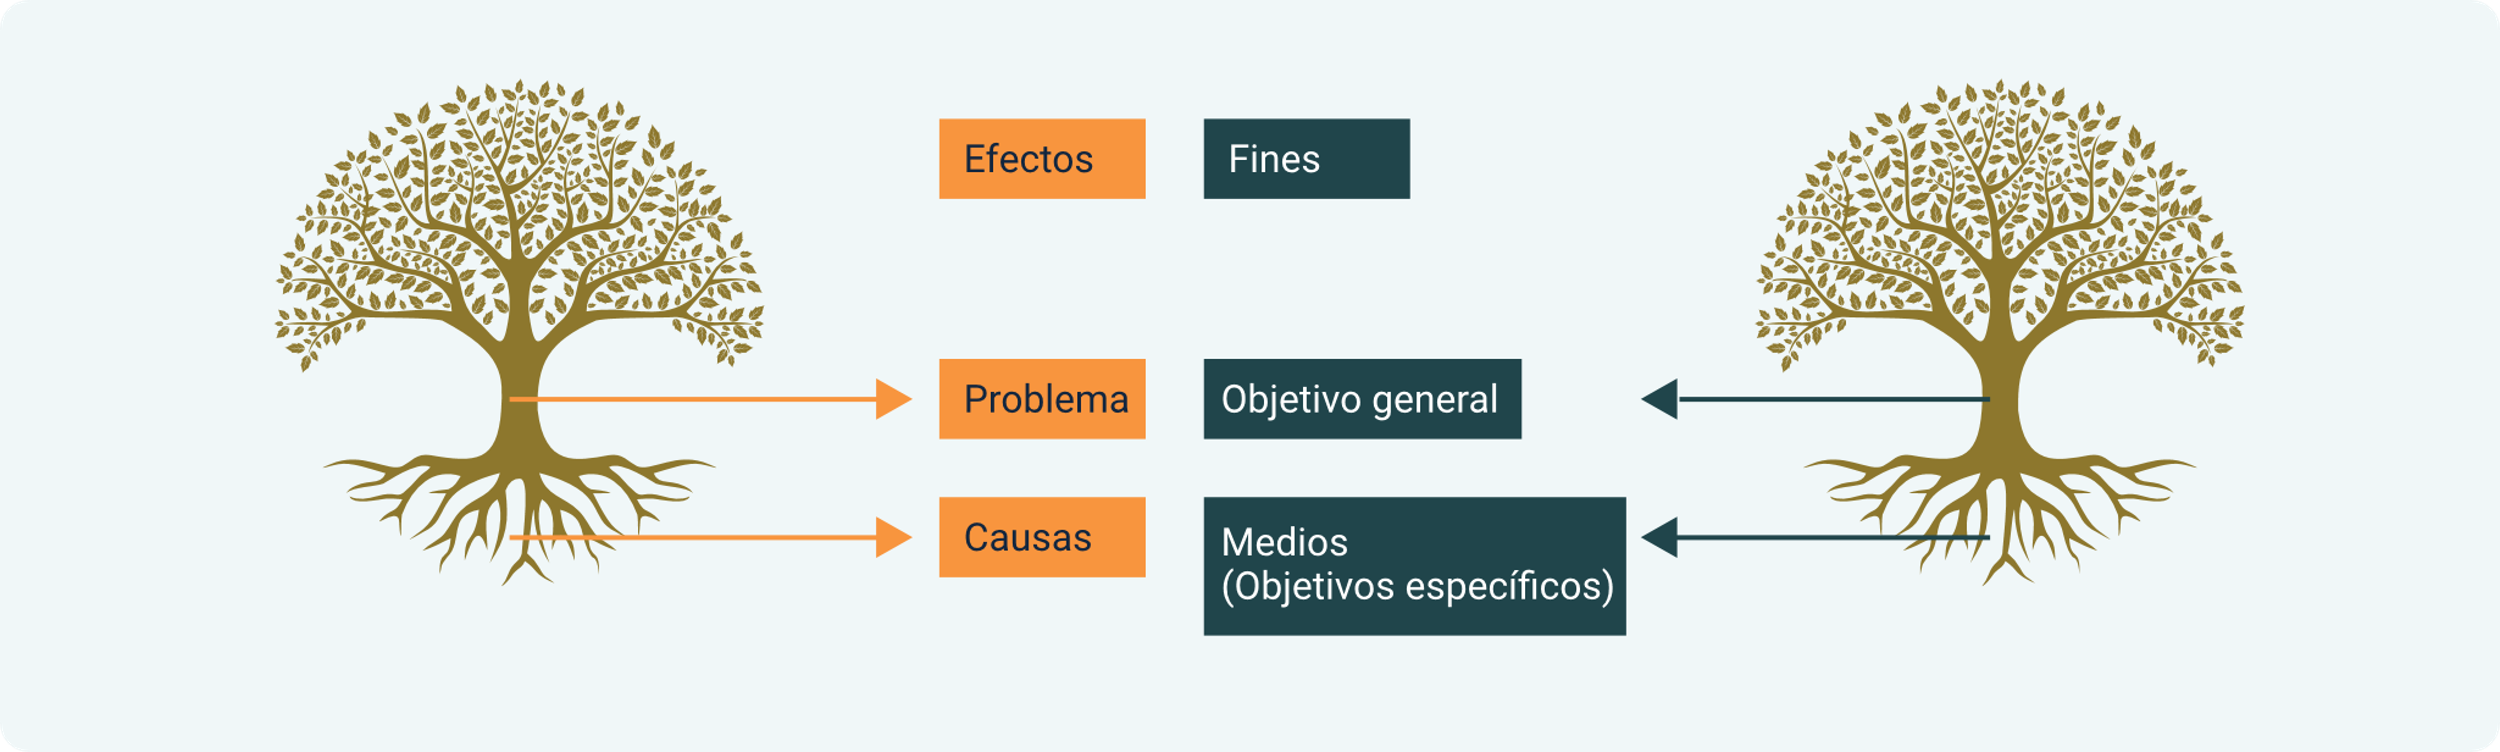 Efectos
Fines
Problema
Objetivo general
Causas
Medios
(Objetivos específicos)